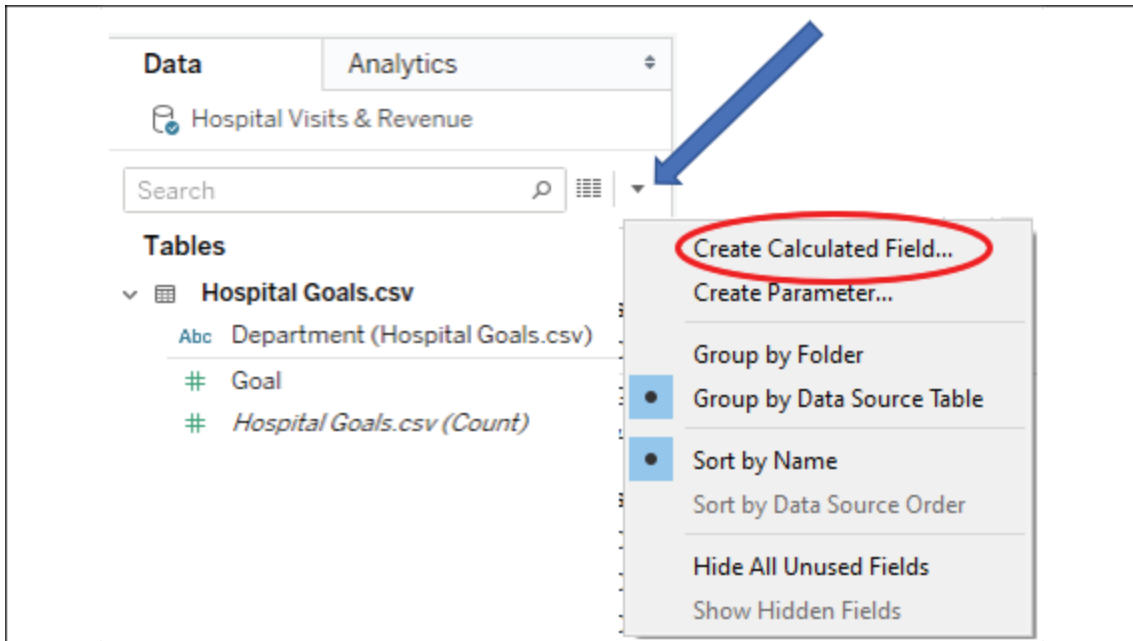 Data
Analytics
Hospital Visits & Revenue
Search
Tables
Hospital Goals.csv
Abc Department (Hospital Goals.csv)
# Goal
# Hospital Goals.csv (Count)
Create Calculated Field...
Create Parameter...
Group by Folder
Group by Data Source Table
Sort by Name
Sort by Data Source Order
Hide All Unused Fields
Show Hidden Fields